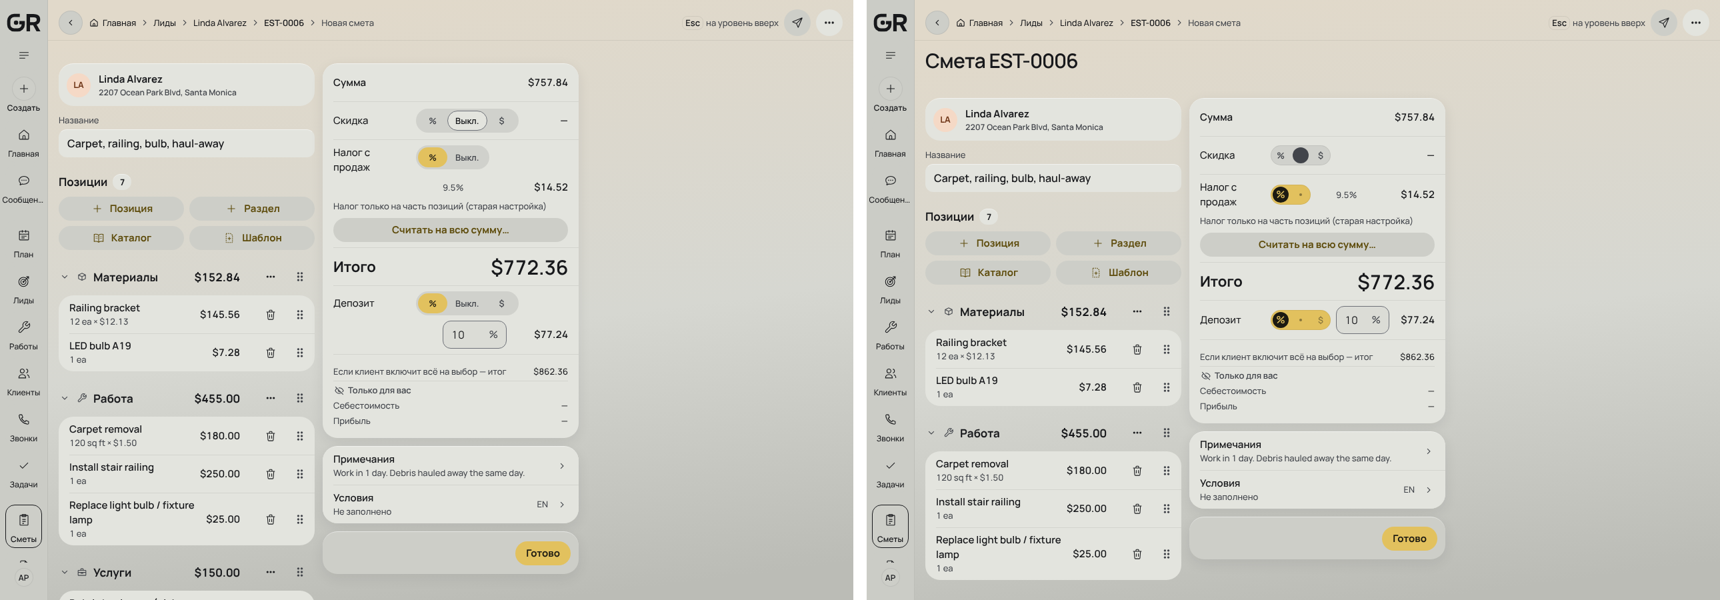 GR
Главная
Лиды
Linda Alvarez
EST-0006
Новая смета
Esc на уровень вверх
Создать
Главная
Сообщен...
План
Лиды
Работы
Клиенты
Звонки
Задачи
Сметы
AP
LA
Linda Alvarez
2207 Ocean Park Blvd, Santa Monica
Название
Carpet, railing, bulb, haul-away
Позиции 7
+ Позиция
+ Раздел
Каталог
Шаблон
Материалы $152.84
Railing bracket
12 ea × $12.13
$145.56
LED bulb A19
1 ea
$7.28
Работа $455.00
Carpet removal
120 sq ft × $1.50
$180.00
Install stair railing
1 ea
$250.00
Replace light bulb / fixture
lamp
1 ea
$25.00
Услуги $150.00
Сумма $757.84
Скидка % Выкл. $ –
Налог с
продаж
% Выкл.
9.5% $14.52
Налог только на часть позиций (старая настройка)
Считать на всю сумму...
Итого $772.36
Депозит % Выкл. $
10 % $77.24
Если клиент включит всё на выбор — итог $862.36
Только для вас
Себестоимость –
Прибыль –
Примечания
Work in 1 day. Debris hauled away the same day.
Условия
Не заполнено
EN
Готово
GR
Главная
Лиды
Linda Alvarez
EST-0006
Новая смета
Esc на уровень вверх
Создать
Главная
Сообщен...
План
Лиды
Работы
Клиенты
Звонки
Задачи
Сметы
AP
Смета EST-0006
LA
Linda Alvarez
2207 Ocean Park Blvd, Santa Monica
Название
Carpet, railing, bulb, haul-away
Позиции 7
+ Позиция
+ Раздел
Каталог
Шаблон
Материалы $152.84
Railing bracket
12 ea × $12.13
$145.56
LED bulb A19
1 ea
$7.28
Работа $455.00
Carpet removal
120 sq ft × $1.50
$180.00
Install stair railing
1 ea
$250.00
Replace light bulb / fixture
lamp
1 ea
$25.00
Сумма $757.84
Скидка % $ –
Налог с
продаж
% 9.5% $14.52
Налог только на часть позиций (старая настройка)
Считать на всю сумму...
Итого $772.36
Депозит % $ 10 % $77.24
Если клиент включит всё на выбор — итог $862.36
Только для вас
Себестоимость –
Прибыль –
Примечания
Work in 1 day. Debris hauled away the same day.
Условия
Не заполнено
EN
Готово